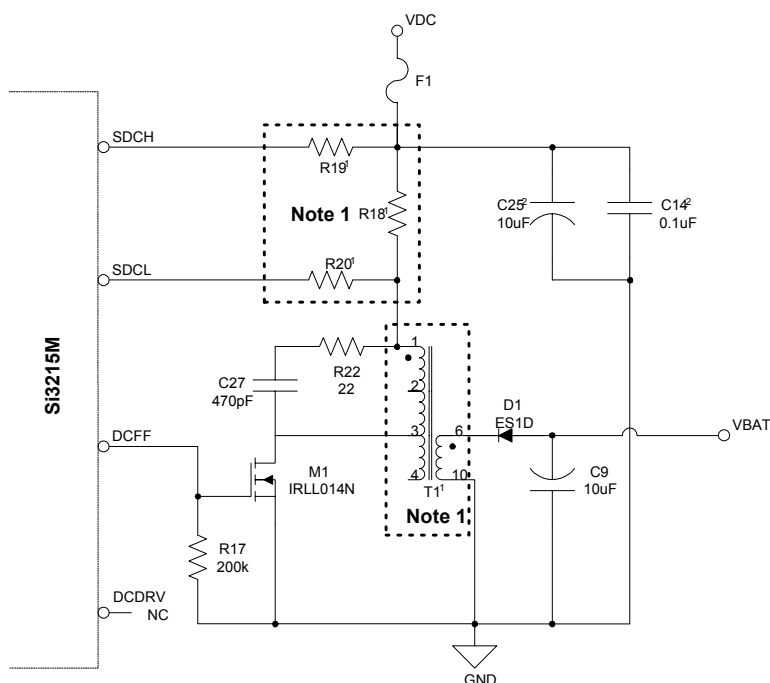 VDC
F1
SDCH
R19¹
Note 1
R18¹
C25²
10uF
C14²
0.1uF
SDCL
R20¹
Si3215M
1
R22
22
C27
470pF
2
D1
ES1D
DCFF
3
6
VBAT
M1
IRLL014N
4
10
T1¹
C9
10uF
Note 1
R17
200k
DCDRV
NC
GND